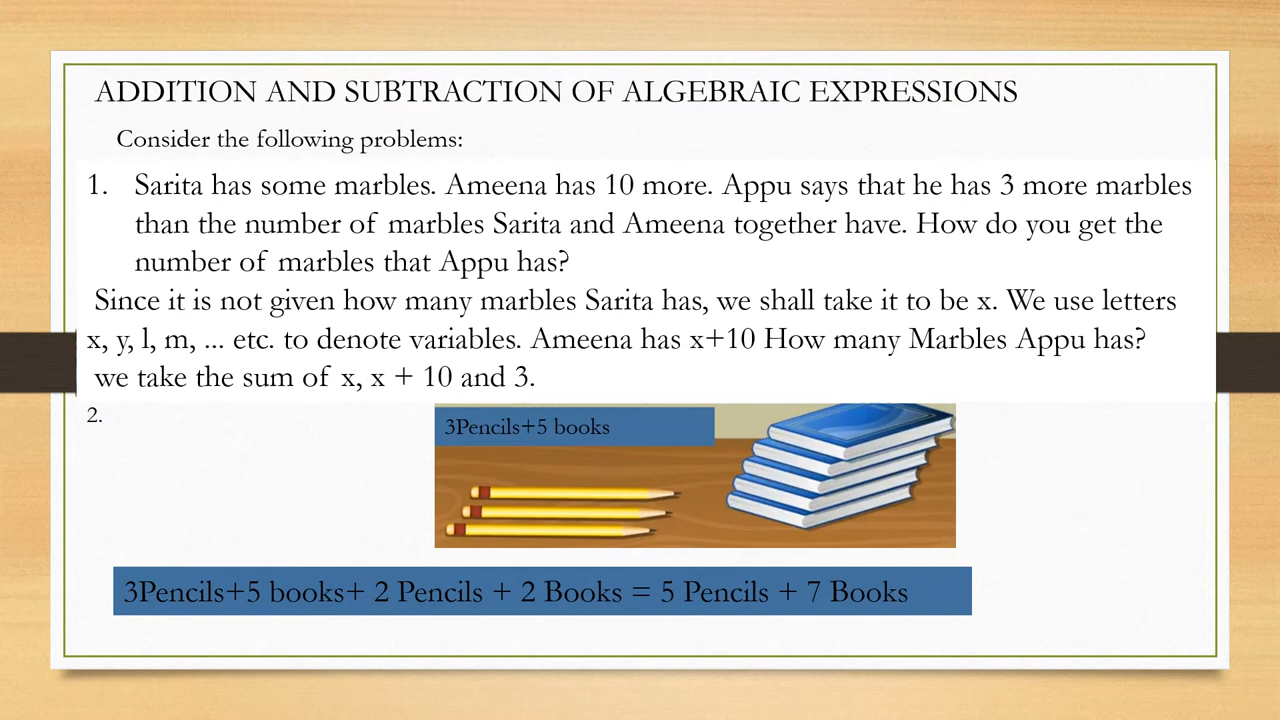 ADDITION AND SUBTRACTION OF ALGEBRAIC EXPRESSIONS
Consider the following problems:
1. Sarita has some marbles. Ameena has 10 more. Appu says that he has 3 more marbles
than the number of marbles Sarita and Ameena together have. How do you get the
number of marbles that Appu has?
Since it is not given how many marbles Sarita has, we shall take it to be x. We use letters
x, y, l, m, ... etc. to denote variables. Ameena has x+10 How many Marbles Appu has?
we take the sum of x, x + 10 and 3.
2.
3Pencils+5 books
3Pencils+5 books+ 2 Pencils + 2 Books = 5 Pencils + 7 Books